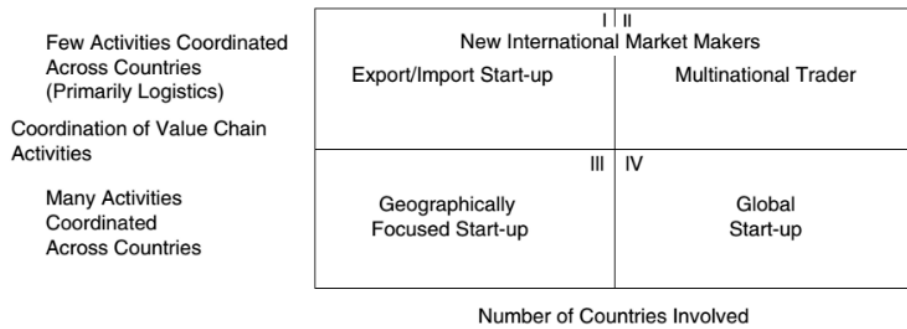 I II
Few Activities Coordinated
Across Countries
(Primarily Logistics)
New International Market Makers
Export/Import Start-up
Multinational Trader
Coordination of Value Chain
Activities
III IV
Many Activities
Coordinated
Across Countries
Geographically
Focused Start-up
Global
Start-up
Number of Countries Involved